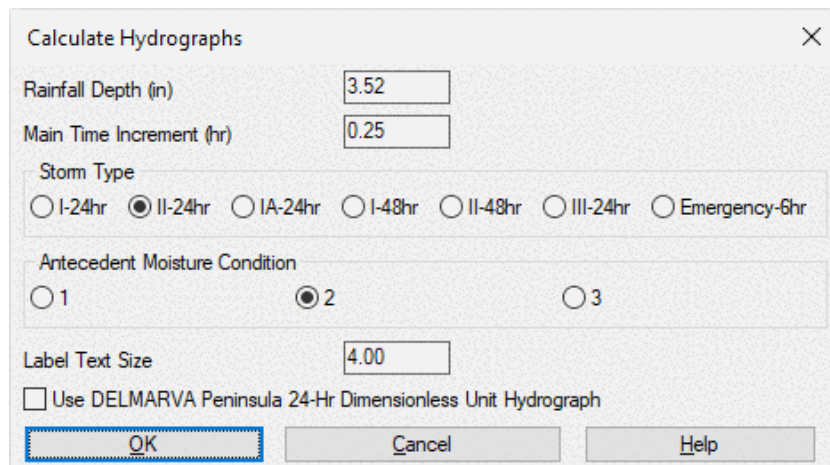 Calculate Hydrographs
Rainfall Depth (in) 3.52
Main Time Increment (hr) 0.25
Storm Type
I-24hr II-24hr IA-24hr I-48hr II-48hr III-24hr Emergency-6hr
Antecedent Moisture Condition
1 2 3
Label Text Size 4.00
Use DELMARVA Peninsula 24-Hr Dimensionless Unit Hydrograph
OK Cancel Help